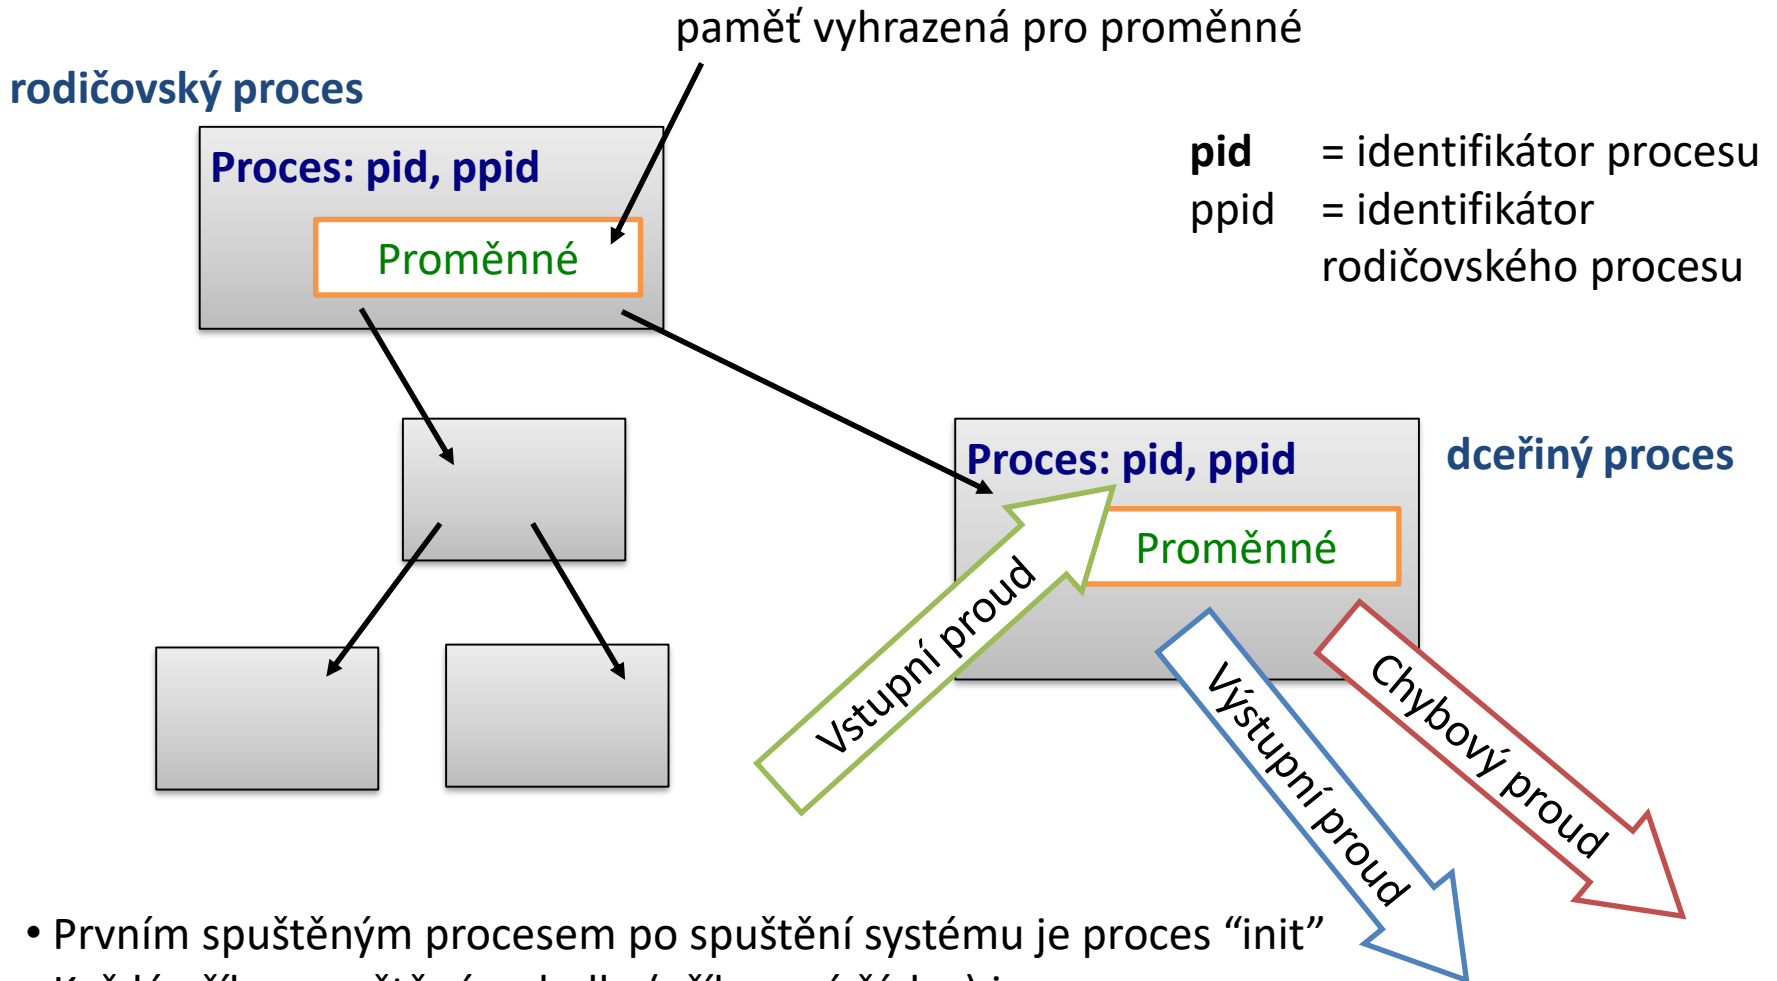 paměť vyhrazená pro proměnné
rodičovský proces
Proces: pid, ppid
Proměnné
pid = identifikátor procesu
ppid = identifikátor
rodičovského procesu
Proces: pid, ppid
dceřiný proces
Proměnné
Vstupní proud
Výstupní proud
Chybový proud
• Prvním spuštěným procesem po spuštění systému je proces “init”